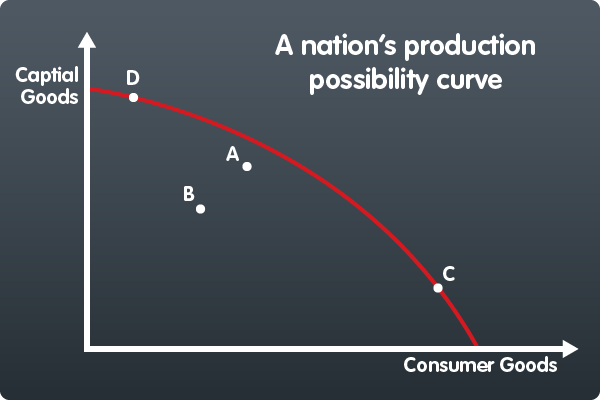 A nation's production
possibility curve
Captial
Goods
D
A
B
C
Consumer Goods